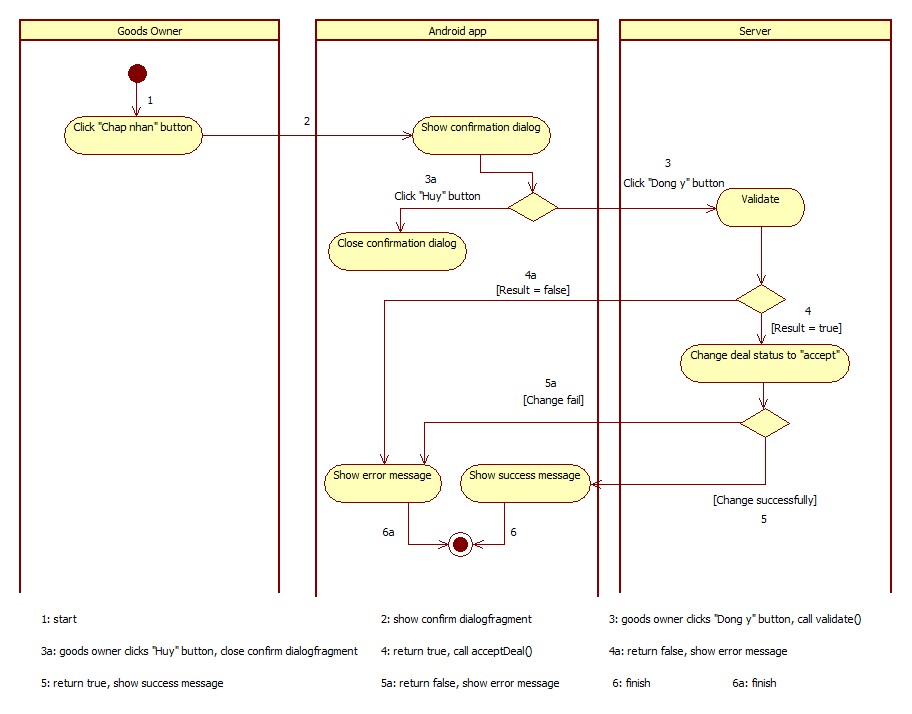 Goods Owner
Android app
Server
1
Click "Chap nhan" button
2
Show confirmation dialog
3
Click "Dong y" button
3a
Click "Huy" button
Validate
Close confirmation dialog
4a
[Result = false]
4
[Result = true]
Change deal status to "accept"
5a
[Change fail]
Show error message
Show success message
[Change successfully]
5
6a
6
1: start
2: show confirm dialogfragment
3: goods owner clicks "Dong y" button, call validate()
3a: goods owner clicks "Huy" button, close confirm dialogfragment
4: return true, call acceptDeal()
4a: return false, show error message
5: return true, show success message
5a: return false, show error message
6: finish
6a: finish